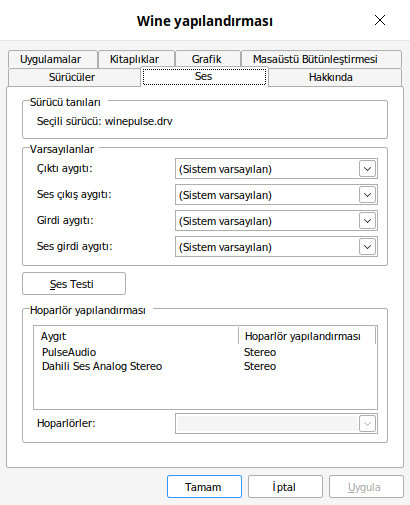 Wine yapılandırması
Uygulamalar Kitaplıklar Grafik Masaüstü Bütünleştirmesi
Sürücüler Ses Hakkında
Sürücü tanıları
Seçili sürücü: winepulse.drv
Varsayılanlar
Çıktı aygıtı: (Sistem varsayılan)
Ses çıkış aygıtı: (Sistem varsayılan)
Girdi aygıtı: (Sistem varsayılan)
Ses girdi aygıtı: (Sistem varsayılan)
Ses Testi
Hoparlör yapılandırması
Aygıt Hoparlör yapılandırması
PulseAudio Stereo
Dahili Ses Analog Stereo Stereo
Hoparlörler:
Tamam İptal Uygula